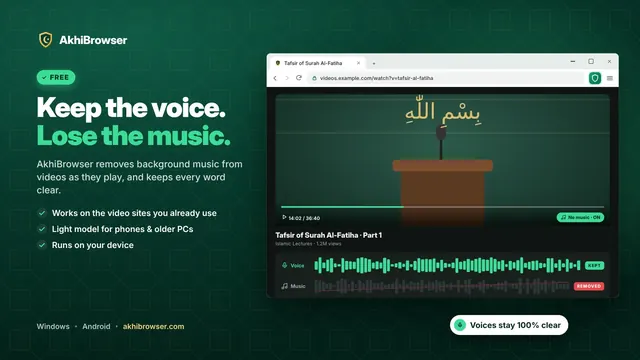 AkhiBrowser
FREE
Keep the voice.
Lose the music.
AkhiBrowser removes background music from
videos as they play, and keeps every word
clear.
Works on the video sites you already use
Light model for phones & older PCs
Runs on your device
Windows · Android · akhibrowser.com
Tafsir of Surah Al-Fatiha
videos.example.com/watch?v=tafsir-al-fatiha
بِسْمِ اللَّهِ
14:02 / 36:40
No music · ON
Tafsir of Surah Al-Fatiha · Part 1
Islamic Lectures · 1.2M views
Voice
KEPT
Music
REMOVED
Voices stay 100% clear